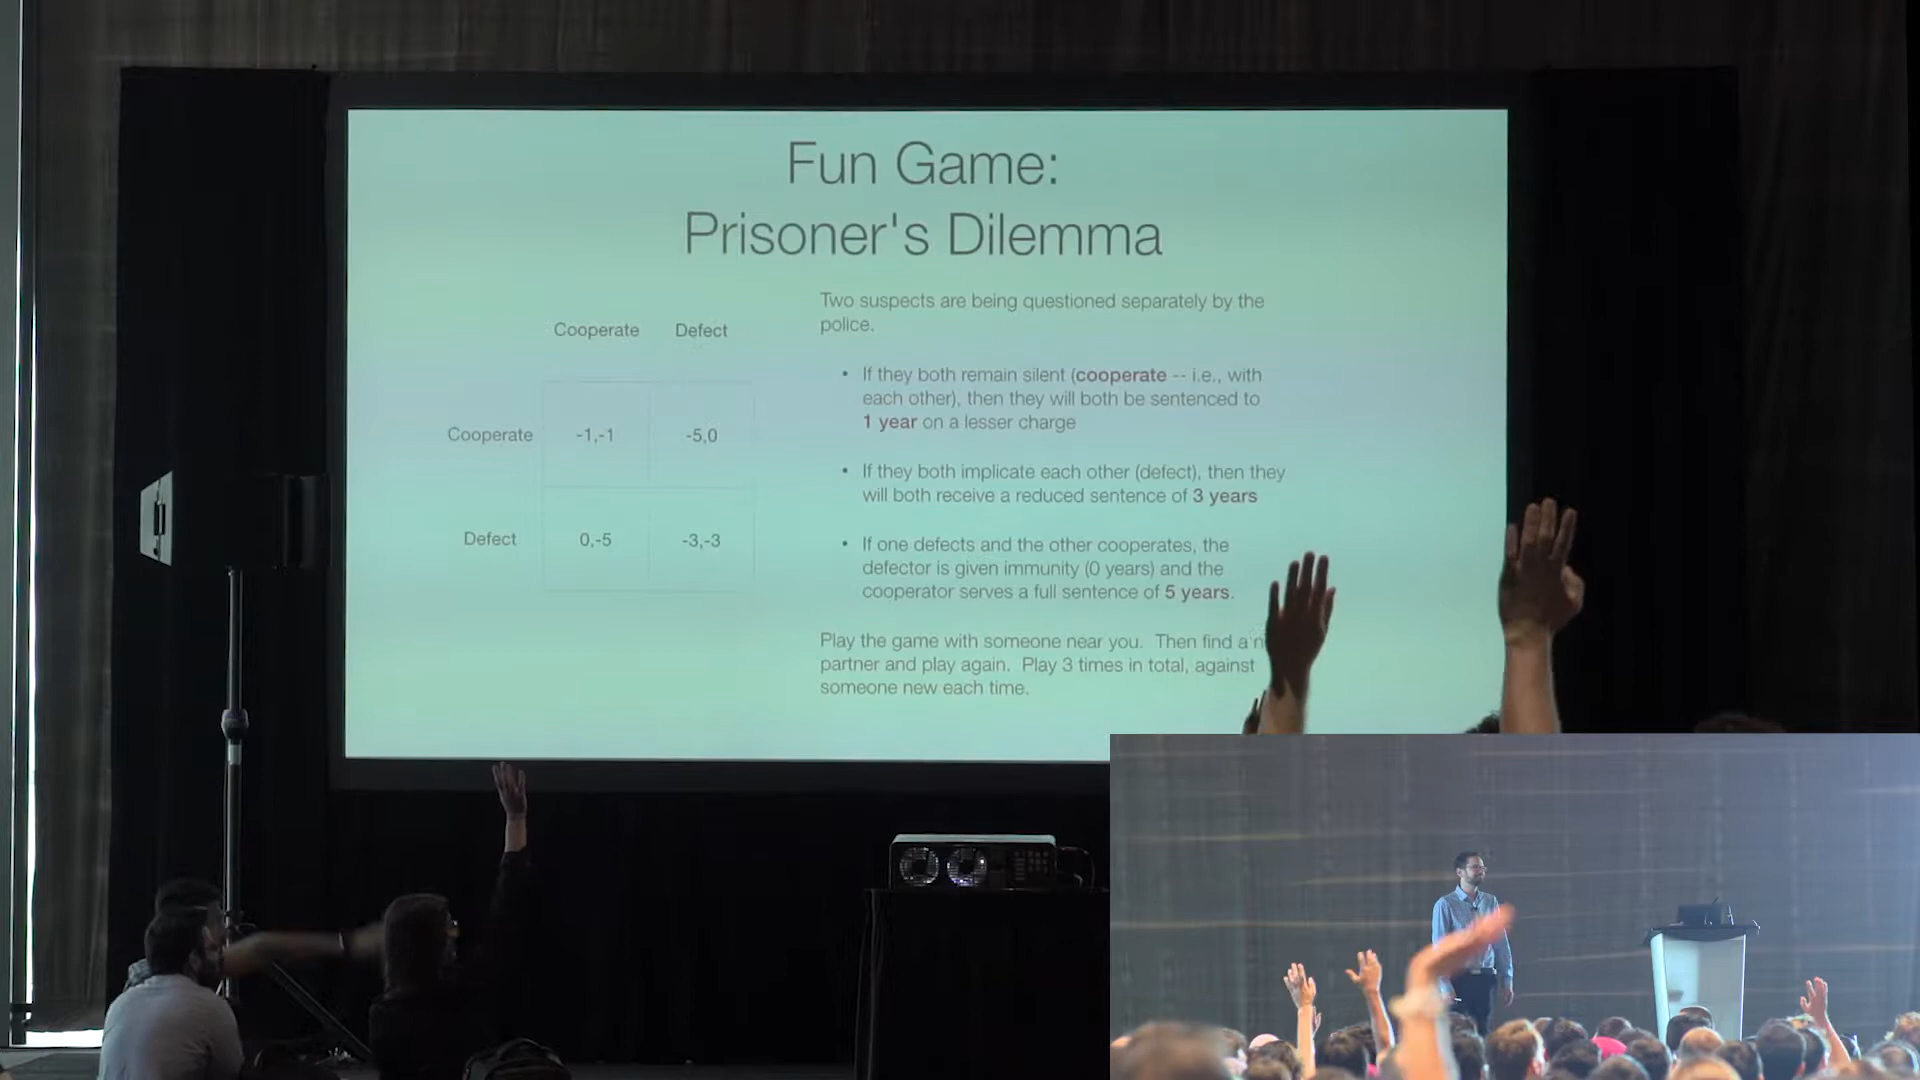 Fun Game:
Prisoner's Dilemma
Cooperate Defect
Cooperate -1,-1 -5,0
Defect 0,-5 -3,-3
Two suspects are being questioned separately by the
police.
• If they both remain silent (cooperate -- i.e., with
each other), then they will both be sentenced to
1 year on a lesser charge
• If they both implicate each other (defect), then they
will both receive a reduced sentence of 3 years
• If one defects and the other cooperates, the
defector is given immunity (0 years) and the
cooperator serves a full sentence of 5 years.
Play the game with someone near you. Then find a
partner and play again. Play 3 times in total, against
someone new each time.